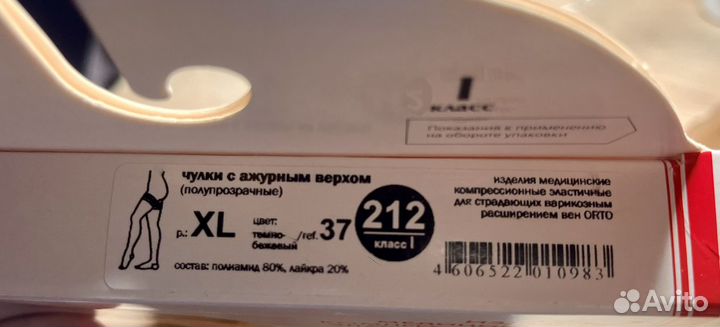 I
класс
Показания к применению
на обороте упаковки
чулки с ажурным верхом
(полупрозрачные)
р.: XL цвет: темно-бежевый /ref. 37
212
класс I
состав: полиамид 80%, лайкра 20%
изделия медицинские
компрессионные эластичные
для страдающих варикозным
расширением вен ORTO
4 606522 010983
Avito